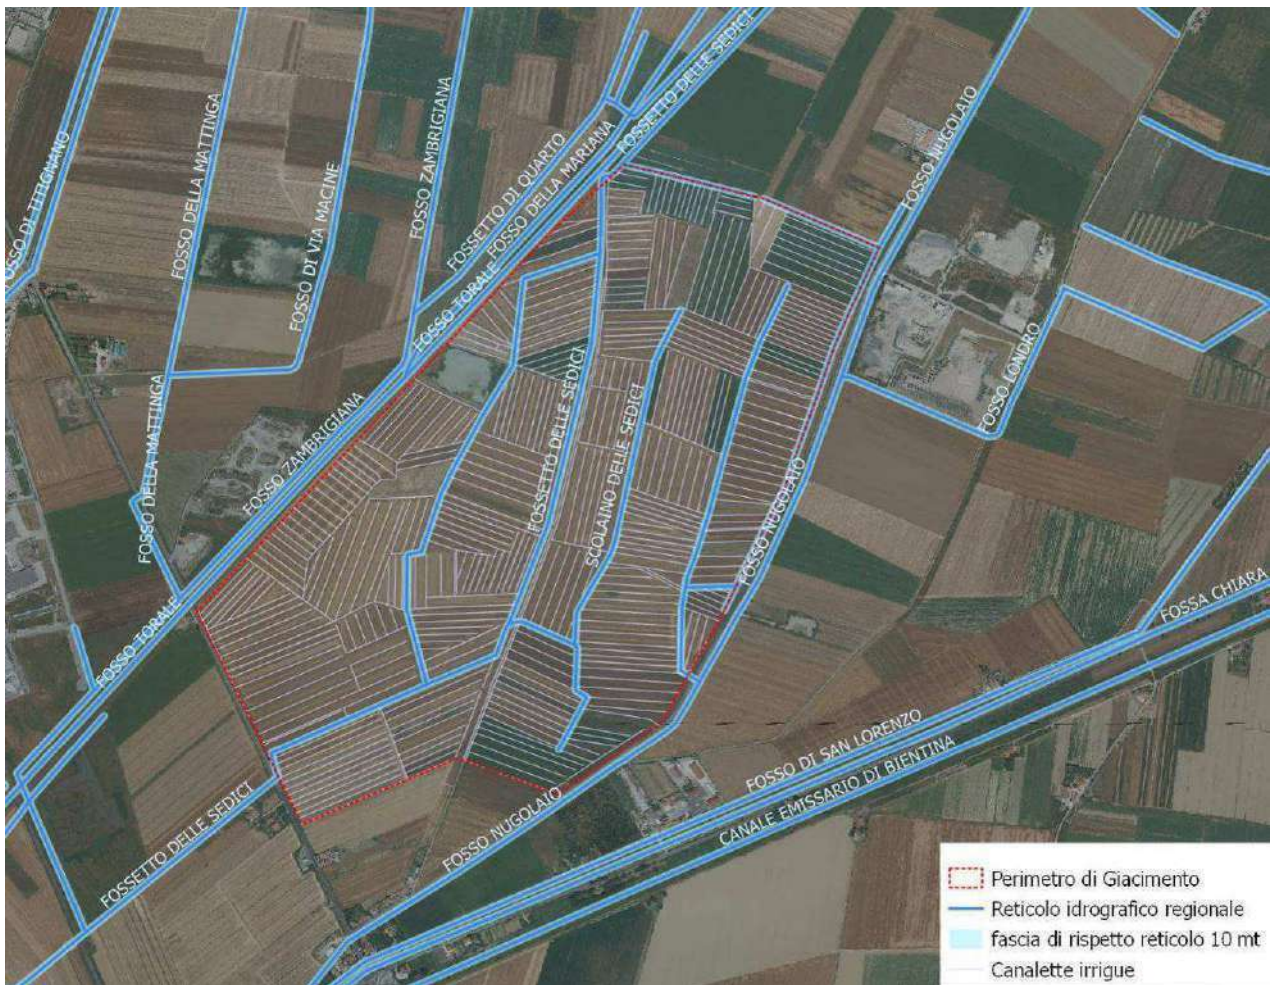 FOSSETTO DELLE SEDICI
FOSSO DI TITIGNANO
FOSSO DELLA MATTINGA
FOSSO DI VIA MACINE
FOSSO ZAMBRIGIANA
FOSSETTO DI QUARTO
FOSSO DELLA MARIANA
FOSSO NUGOLAIO
FOSSO TORALE
FOSSO LONDRO
FOSSO DELLA MATTINGA
FOSSO ZAMBRIGIANA
FOSSETTO DELLE SEDICI
SCOLAINO DELLE SEDICI
FOSSO NUGOLAIO
FOSSA CHIARA
FOSSO TORALE
FOSSO DI SAN LORENZO
CANALE EMISSARIO DI BIENTINA
FOSSETTO DELLE SEDICI
FOSSO NUGOLAIO
Perimetro di Giacimento
Reticolo idrografico regionale
fascia di rispetto reticolo 10 mt
Canalette irrigue